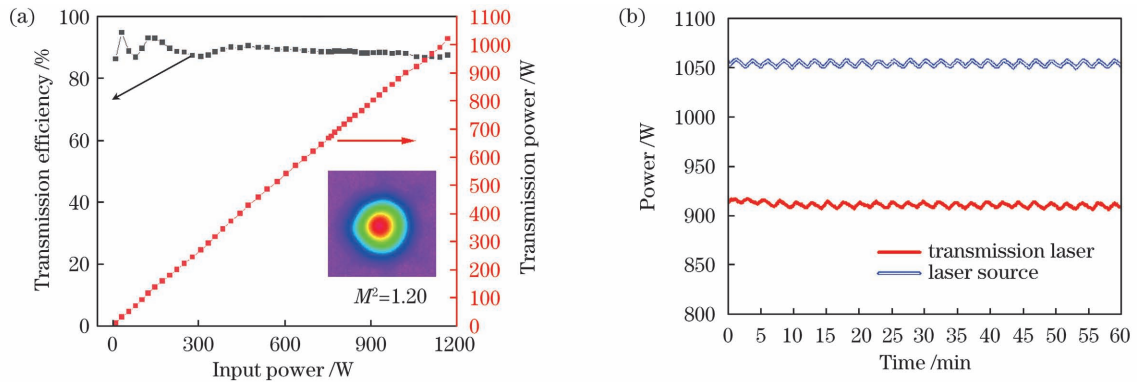 (a)
100
80
60
40
20
0
Transmission efficiency /%
0
300
600
900
1200
Input power /W
1100
1000
900
800
700
600
500
400
300
200
100
0
Transmission power /W
M²=1.20
(b)
1100
1050
1000
950
900
850
800
Power /W
transmission laser
laser source
0 5 10 15 20 25 30 35 40 45 50 55 60
Time /min